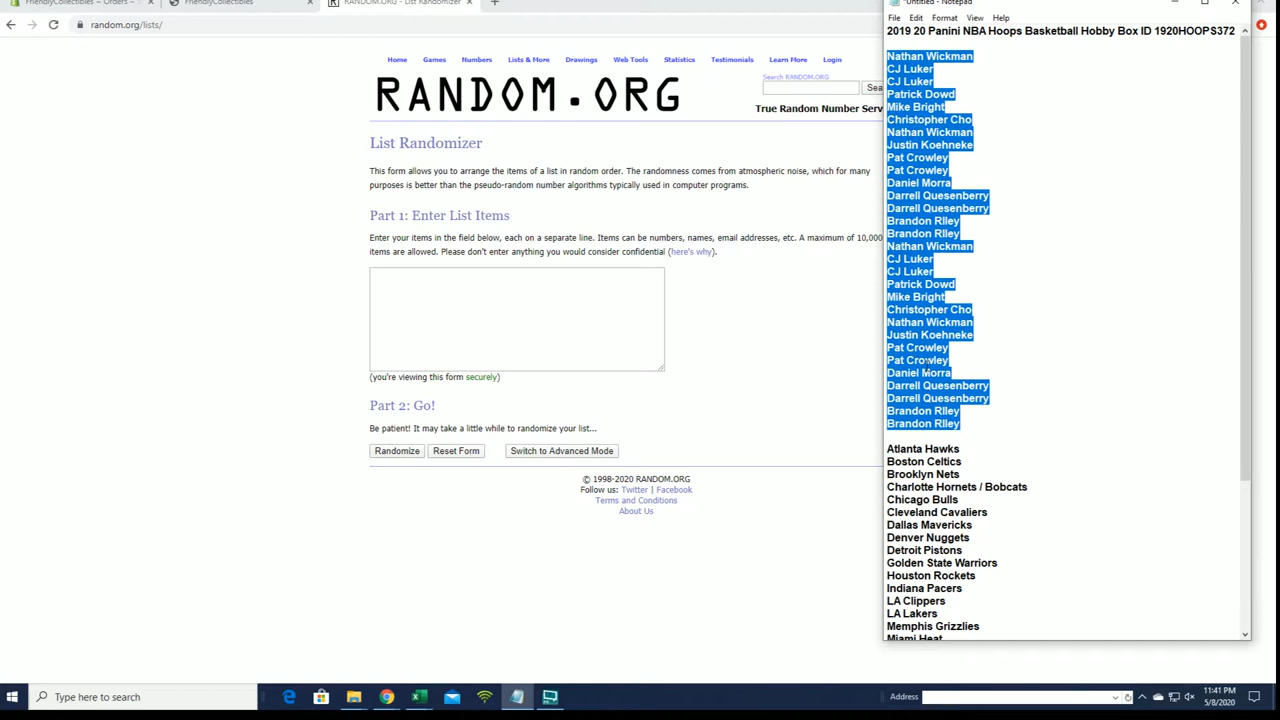 FriendlyCollectibles – Orders –
FriendlyCollectibles
RANDOM.ORG - List Randomizer
random.org/lists/
Home Games Numbers Lists & More Drawings Web Tools Statistics Testimonials Learn More Login
Search RANDOM.ORG
RANDOM.ORG
Sea
True Random Number Serv
List Randomizer
This form allows you to arrange the items of a list in random order. The randomness comes from atmospheric noise, which for many
purposes is better than the pseudo-random number algorithms typically used in computer programs.
Part 1: Enter List Items
Enter your items in the field below, each on a separate line. Items can be numbers, names, email addresses, etc. A maximum of 10,000
items are allowed. Please don't enter anything you would consider confidential (here's why).
(you're viewing this form securely)
Part 2: Go!
Be patient! It may take a little while to randomize your list...
Randomize Reset Form Switch to Advanced Mode
© 1998-2020 RANDOM.ORG
Follow us: Twitter | Facebook
Terms and Conditions
About Us
*Untitled - Notepad
File Edit Format View Help
2019 20 Panini NBA Hoops Basketball Hobby Box ID 1920HOOPS372
Nathan Wickman
CJ Luker
CJ Luker
Patrick Dowd
Mike Bright
Christopher Cho
Nathan Wickman
Justin Koehneke
Pat Crowley
Pat Crowley
Daniel Morra
Darrell Quesenberry
Darrell Quesenberry
Brandon RIley
Brandon RIley
Nathan Wickman
CJ Luker
CJ Luker
Patrick Dowd
Mike Bright
Christopher Cho
Nathan Wickman
Justin Koehneke
Pat Crowley
Pat Crowley
Daniel Morra
Darrell Quesenberry
Darrell Quesenberry
Brandon RIley
Brandon RIley
Atlanta Hawks
Boston Celtics
Brooklyn Nets
Charlotte Hornets / Bobcats
Chicago Bulls
Cleveland Cavaliers
Dallas Mavericks
Denver Nuggets
Detroit Pistons
Golden State Warriors
Houston Rockets
Indiana Pacers
LA Clippers
LA Lakers
Memphis Grizzlies
Miami Heat
Type here to search
Address
11:41 PM
5/8/2020